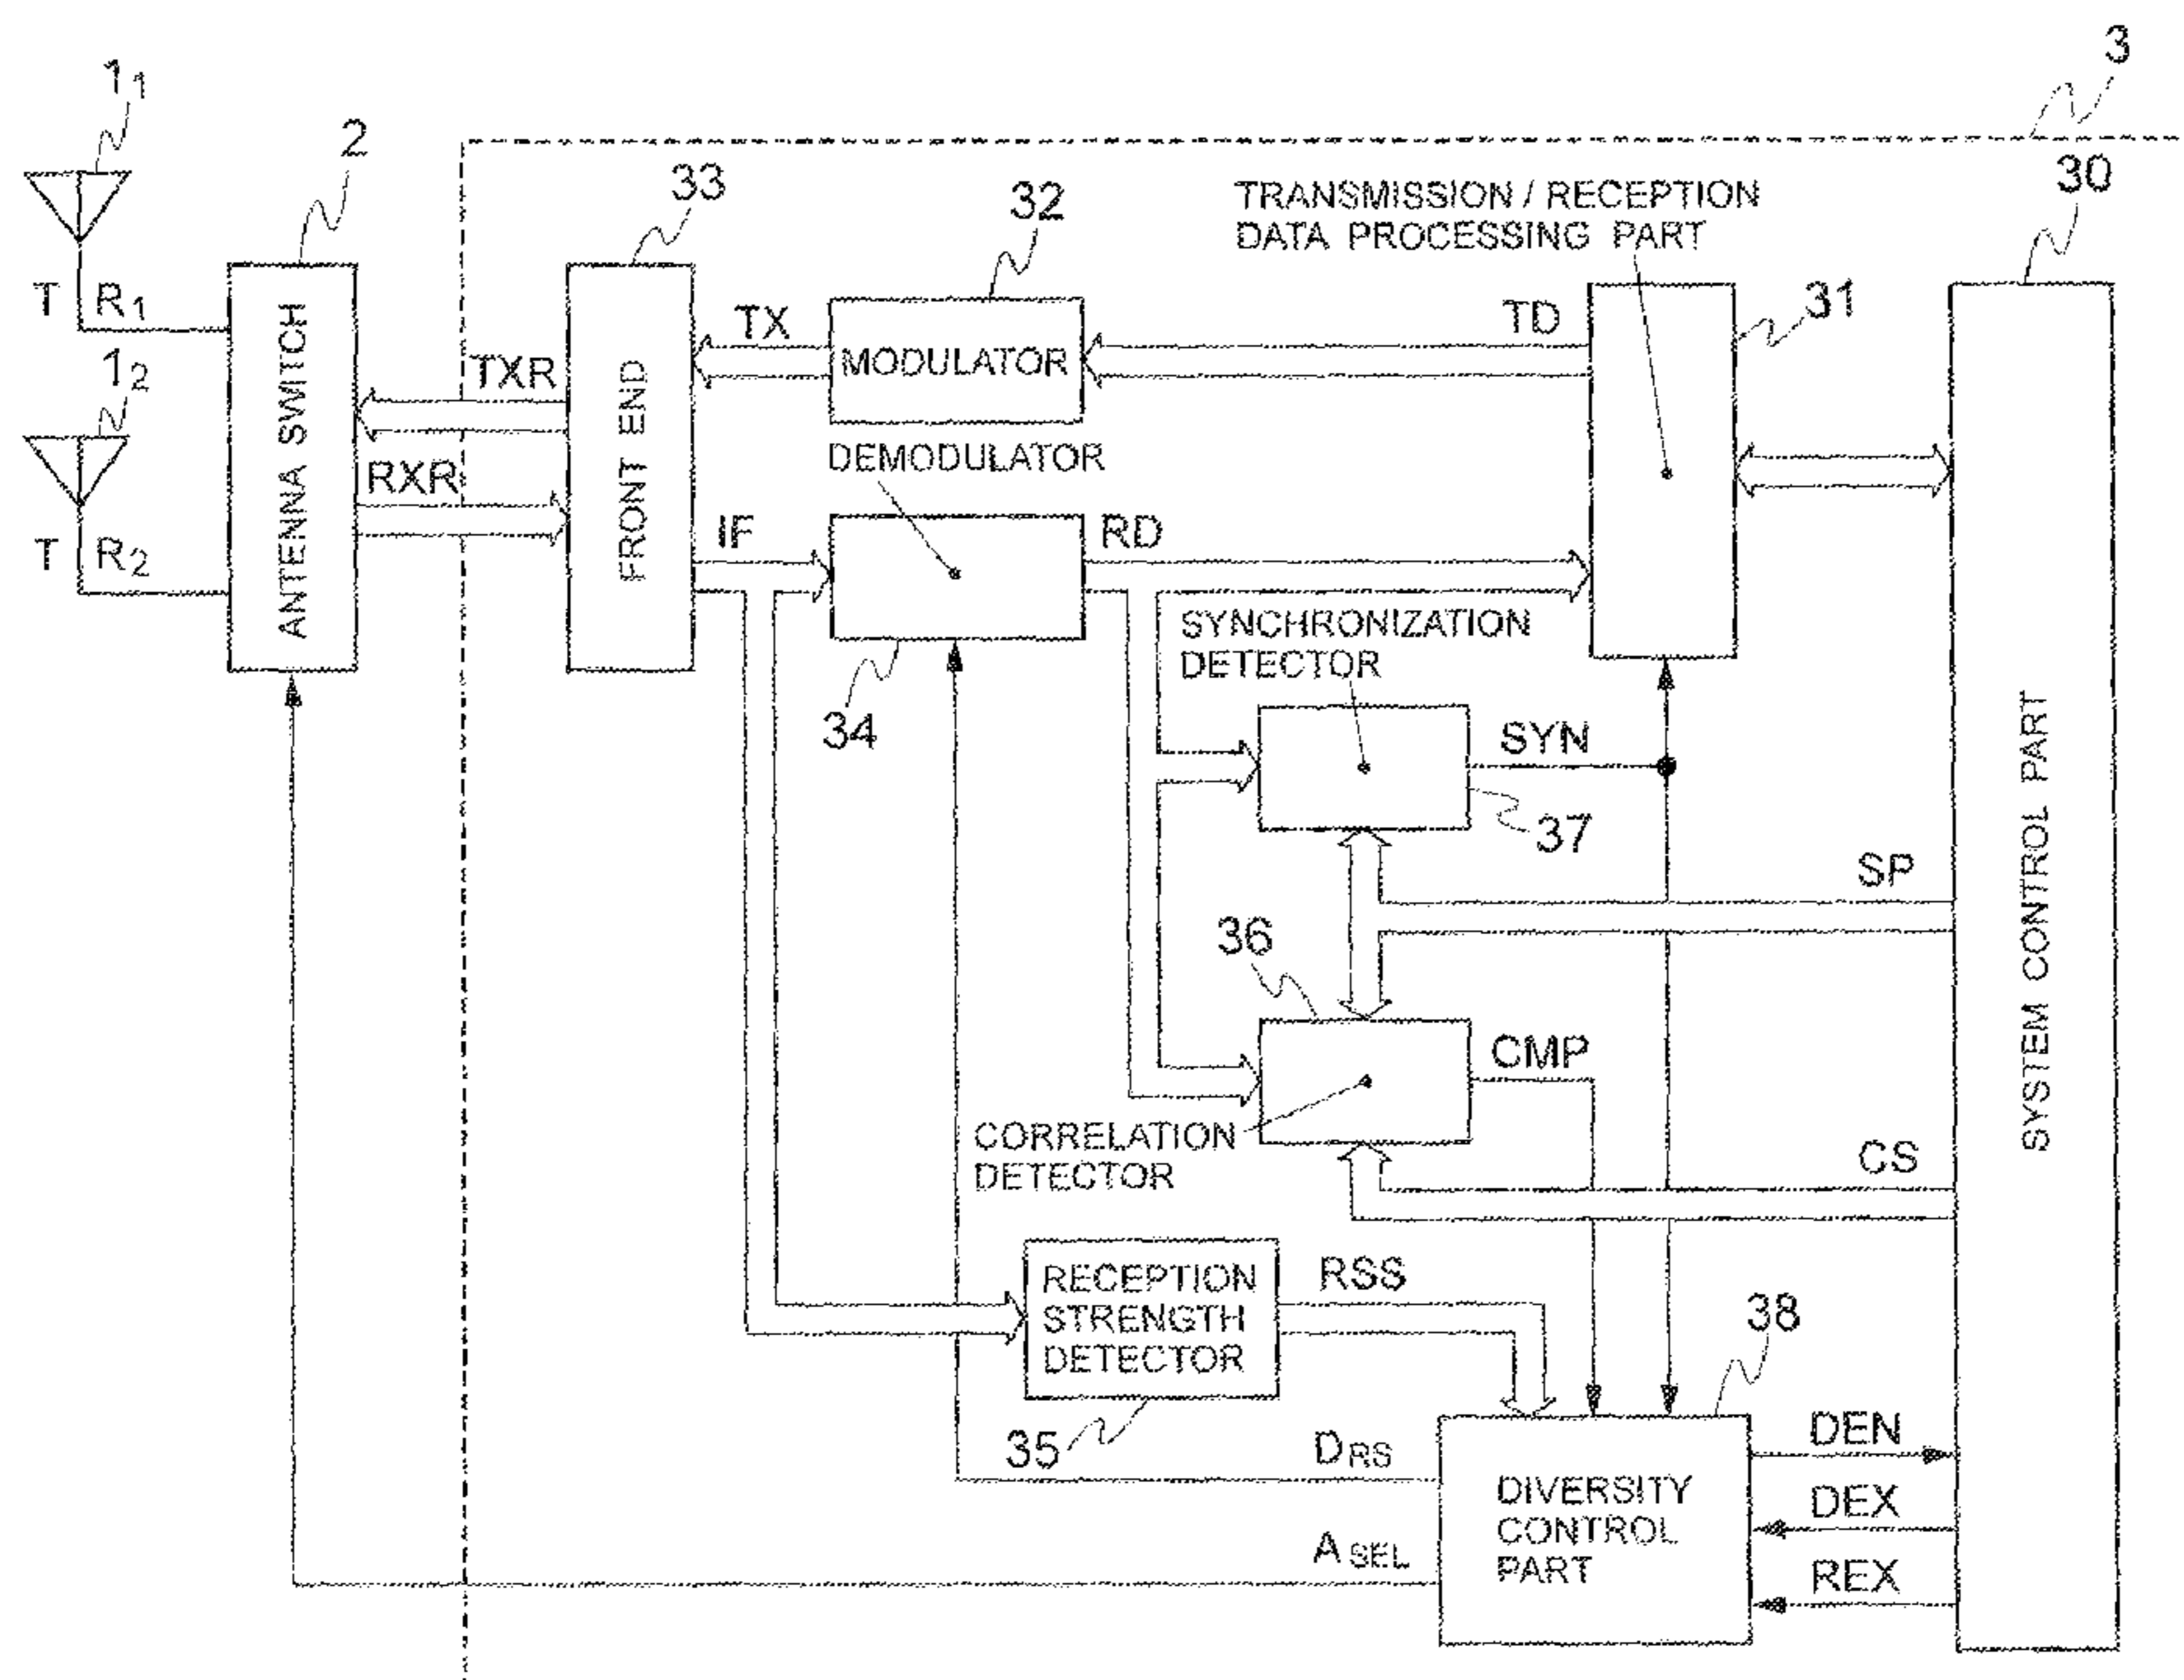 3
1₁
2
33
32
TRANSMISSION / RECEPTION
DATA PROCESSING PART
30
T R₁
TX
TD
31
1₂
TXR
MODULATOR
ANTENNA SWITCH
FRONT END
DEMODULATOR
RXR
T R₂
IF
RD
SYNCHRONIZATION
DETECTOR
34
SYN
37
SP
SYSTEM CONTROL PART
36
CMP
CORRELATION
DETECTOR
CS
RECEPTION
STRENGTH
DETECTOR
RSS
38
35
DRS
DEN
DIVERSITY
CONTROL
PART
DEX
ASEL
REX